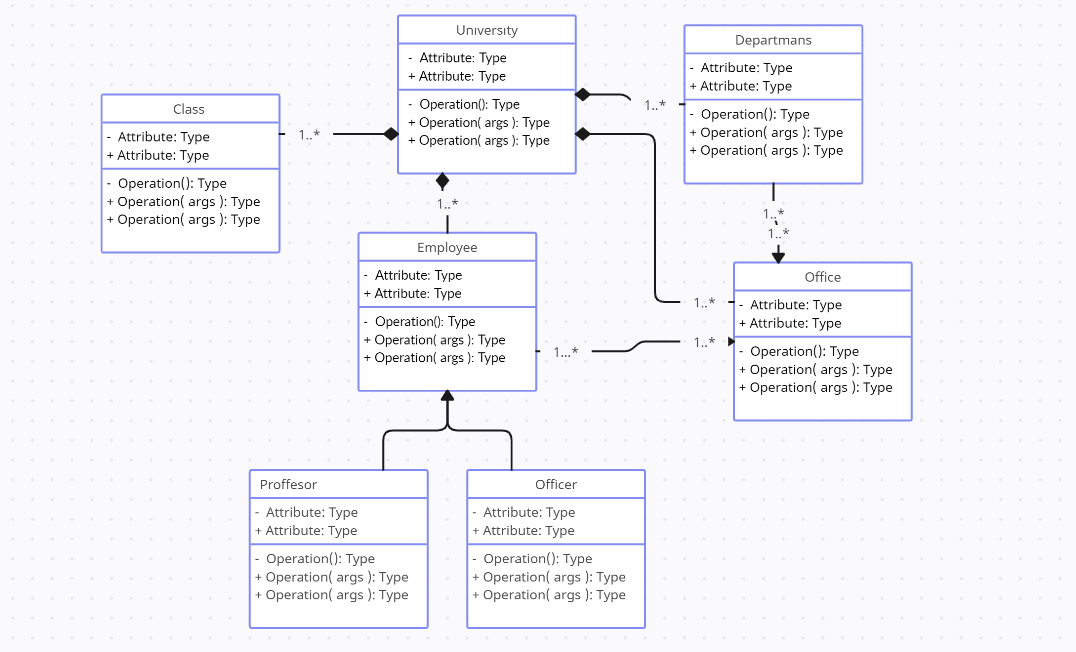 University
- Attribute: Type
+ Attribute: Type
- Operation(): Type
+ Operation( args ): Type
+ Operation( args ): Type
Departmans
- Attribute: Type
+ Attribute: Type
- Operation(): Type
+ Operation( args ): Type
+ Operation( args ): Type
Class
- Attribute: Type
+ Attribute: Type
- Operation(): Type
+ Operation( args ): Type
+ Operation( args ): Type
1..*
1..*
1..*
1..*
1..*
Employee
- Attribute: Type
+ Attribute: Type
- Operation(): Type
+ Operation( args ): Type
+ Operation( args ): Type
Office
- Attribute: Type
+ Attribute: Type
- Operation(): Type
+ Operation( args ): Type
+ Operation( args ): Type
1..*
1...*
1..*
Proffesor
- Attribute: Type
+ Attribute: Type
- Operation(): Type
+ Operation( args ): Type
+ Operation( args ): Type
Officer
- Attribute: Type
+ Attribute: Type
- Operation(): Type
+ Operation( args ): Type
+ Operation( args ): Type